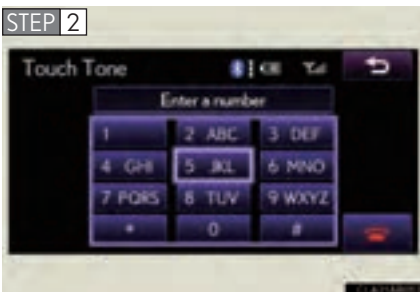 STEP 2
Touch Tone
Enter a number
1 2 ABC 3 DEF
4 GHI 5 JKL 6 MNO
7 PQRS 8 TUV 9 WXYZ
* 0 #